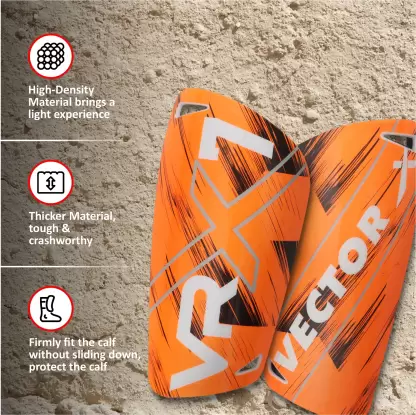 High-Density
Material brings a
light experience
Thicker Material,
tough &
crashworthy
Firmly fit the calf
without sliding down,
protect the calf
VRX7
VECTOR X